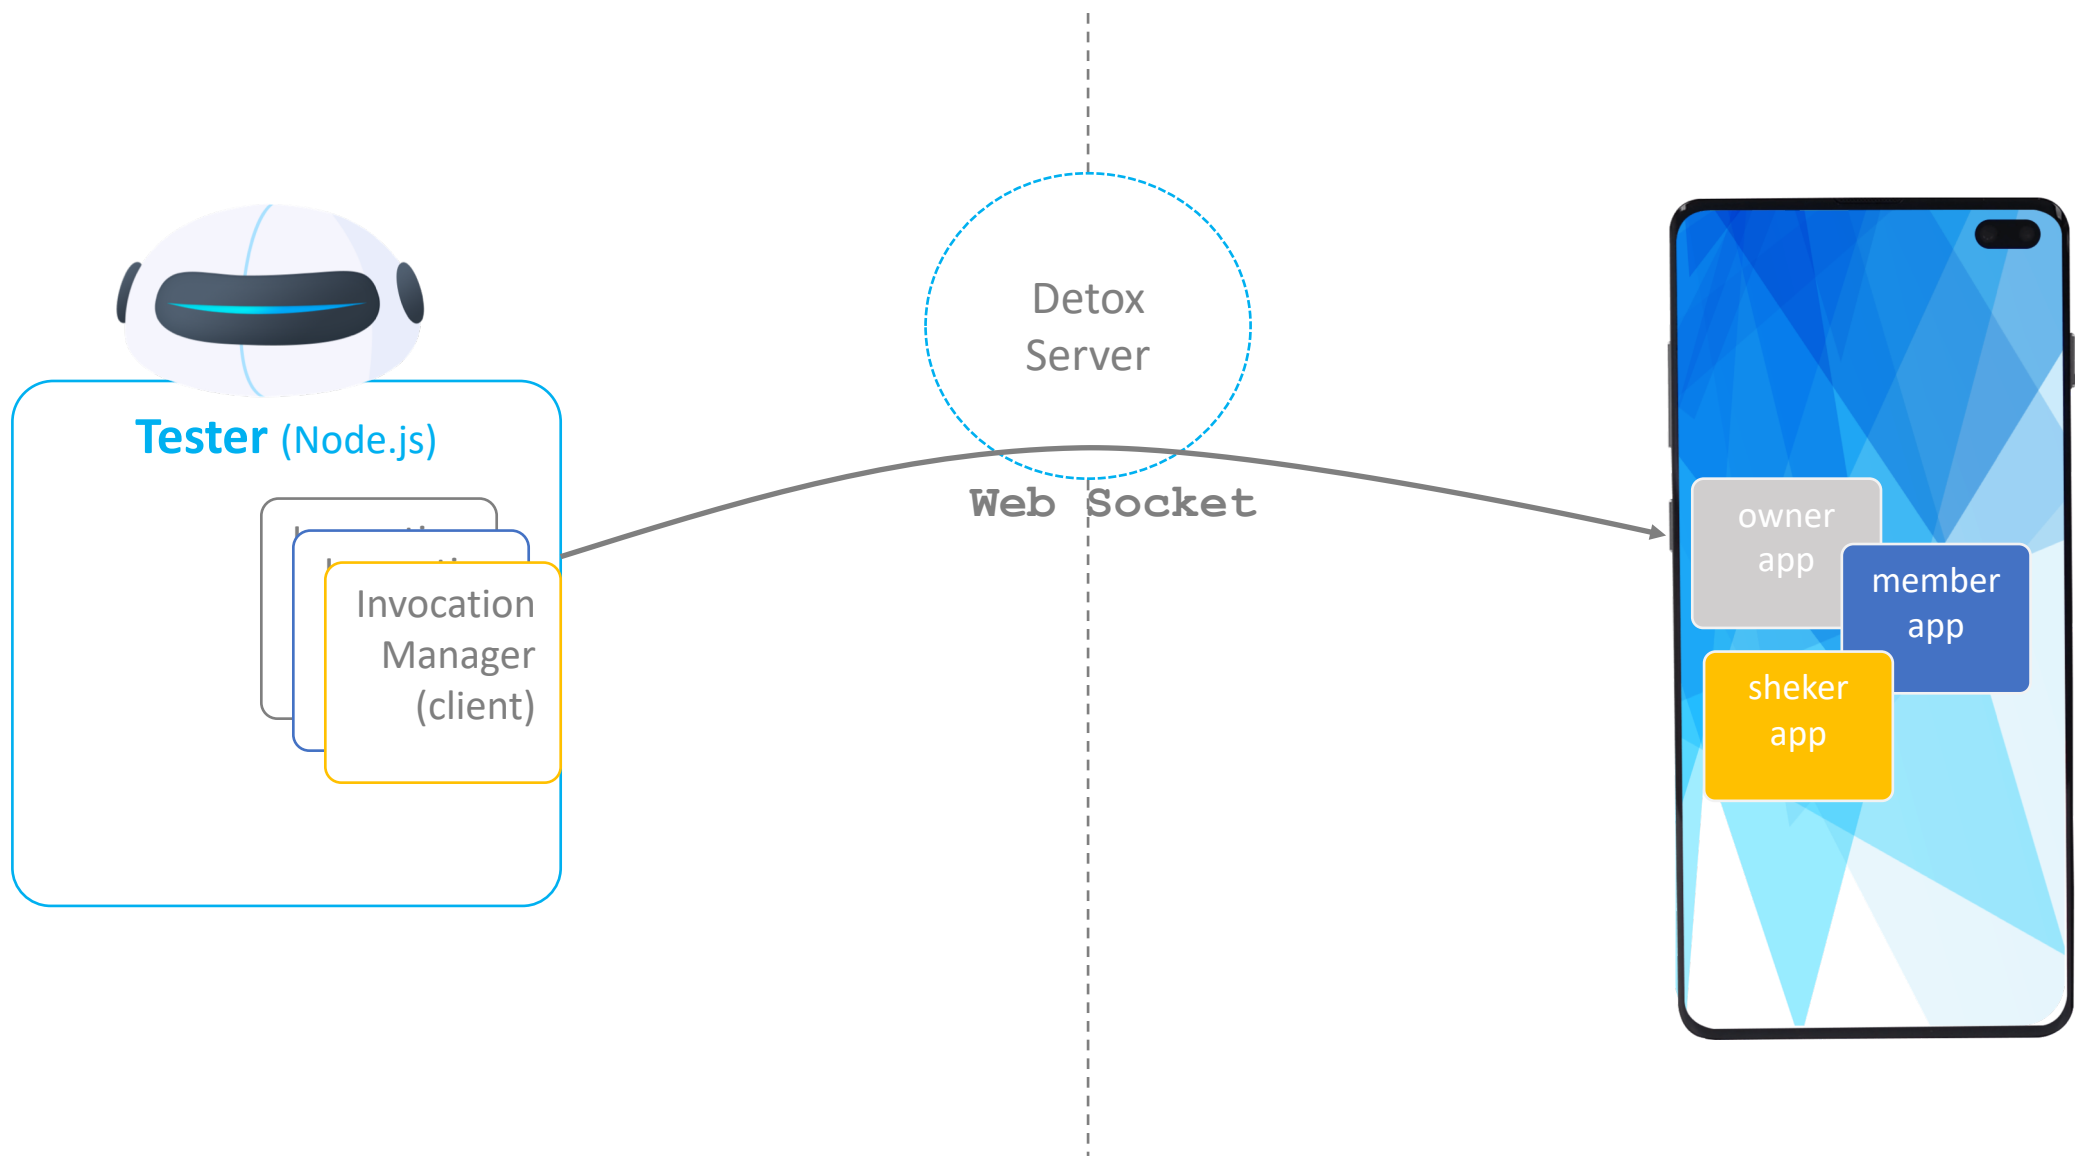 Tester (Node.js)
Invocation
Manager
(client)
Detox
Server
Web Socket
owner
app
member
app
sheker
app